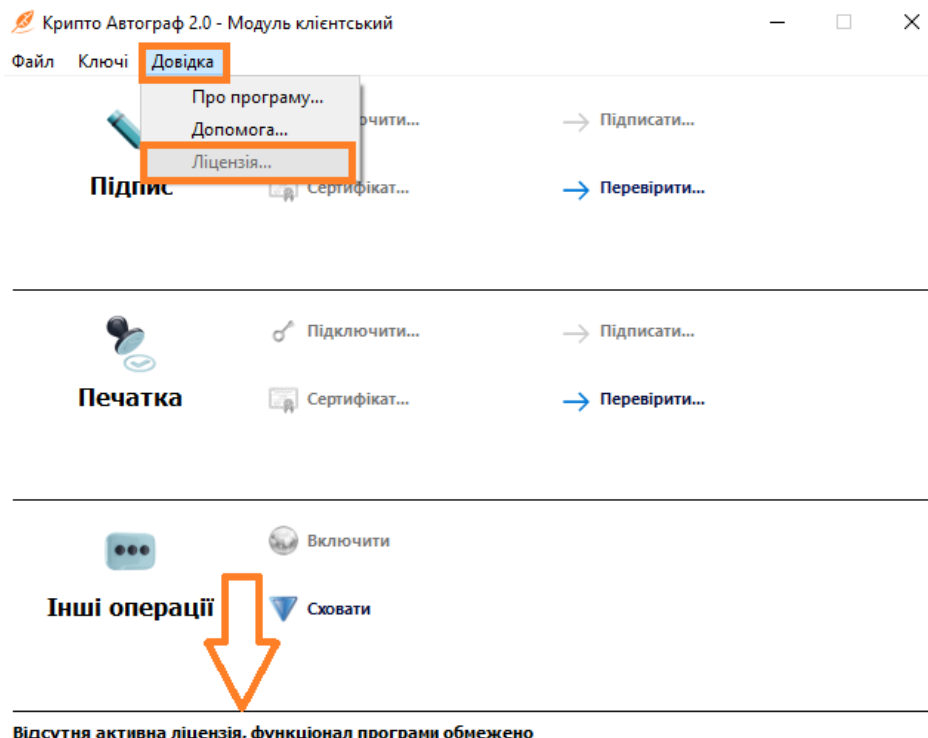 Крипто Автограф 2.0 - Модуль клієнтський
Файл Ключі Довідка
Про програму...
Допомога...
Ліцензія...
Підписати...
Підпис
Сертифікат...
Перевірити...
Підключити...
Підписати...
Печатка
Сертифікат...
Перевірити...
Включити
Інші операції
Сховати
Відсутня активна ліцензія, функціонал програми обмежено